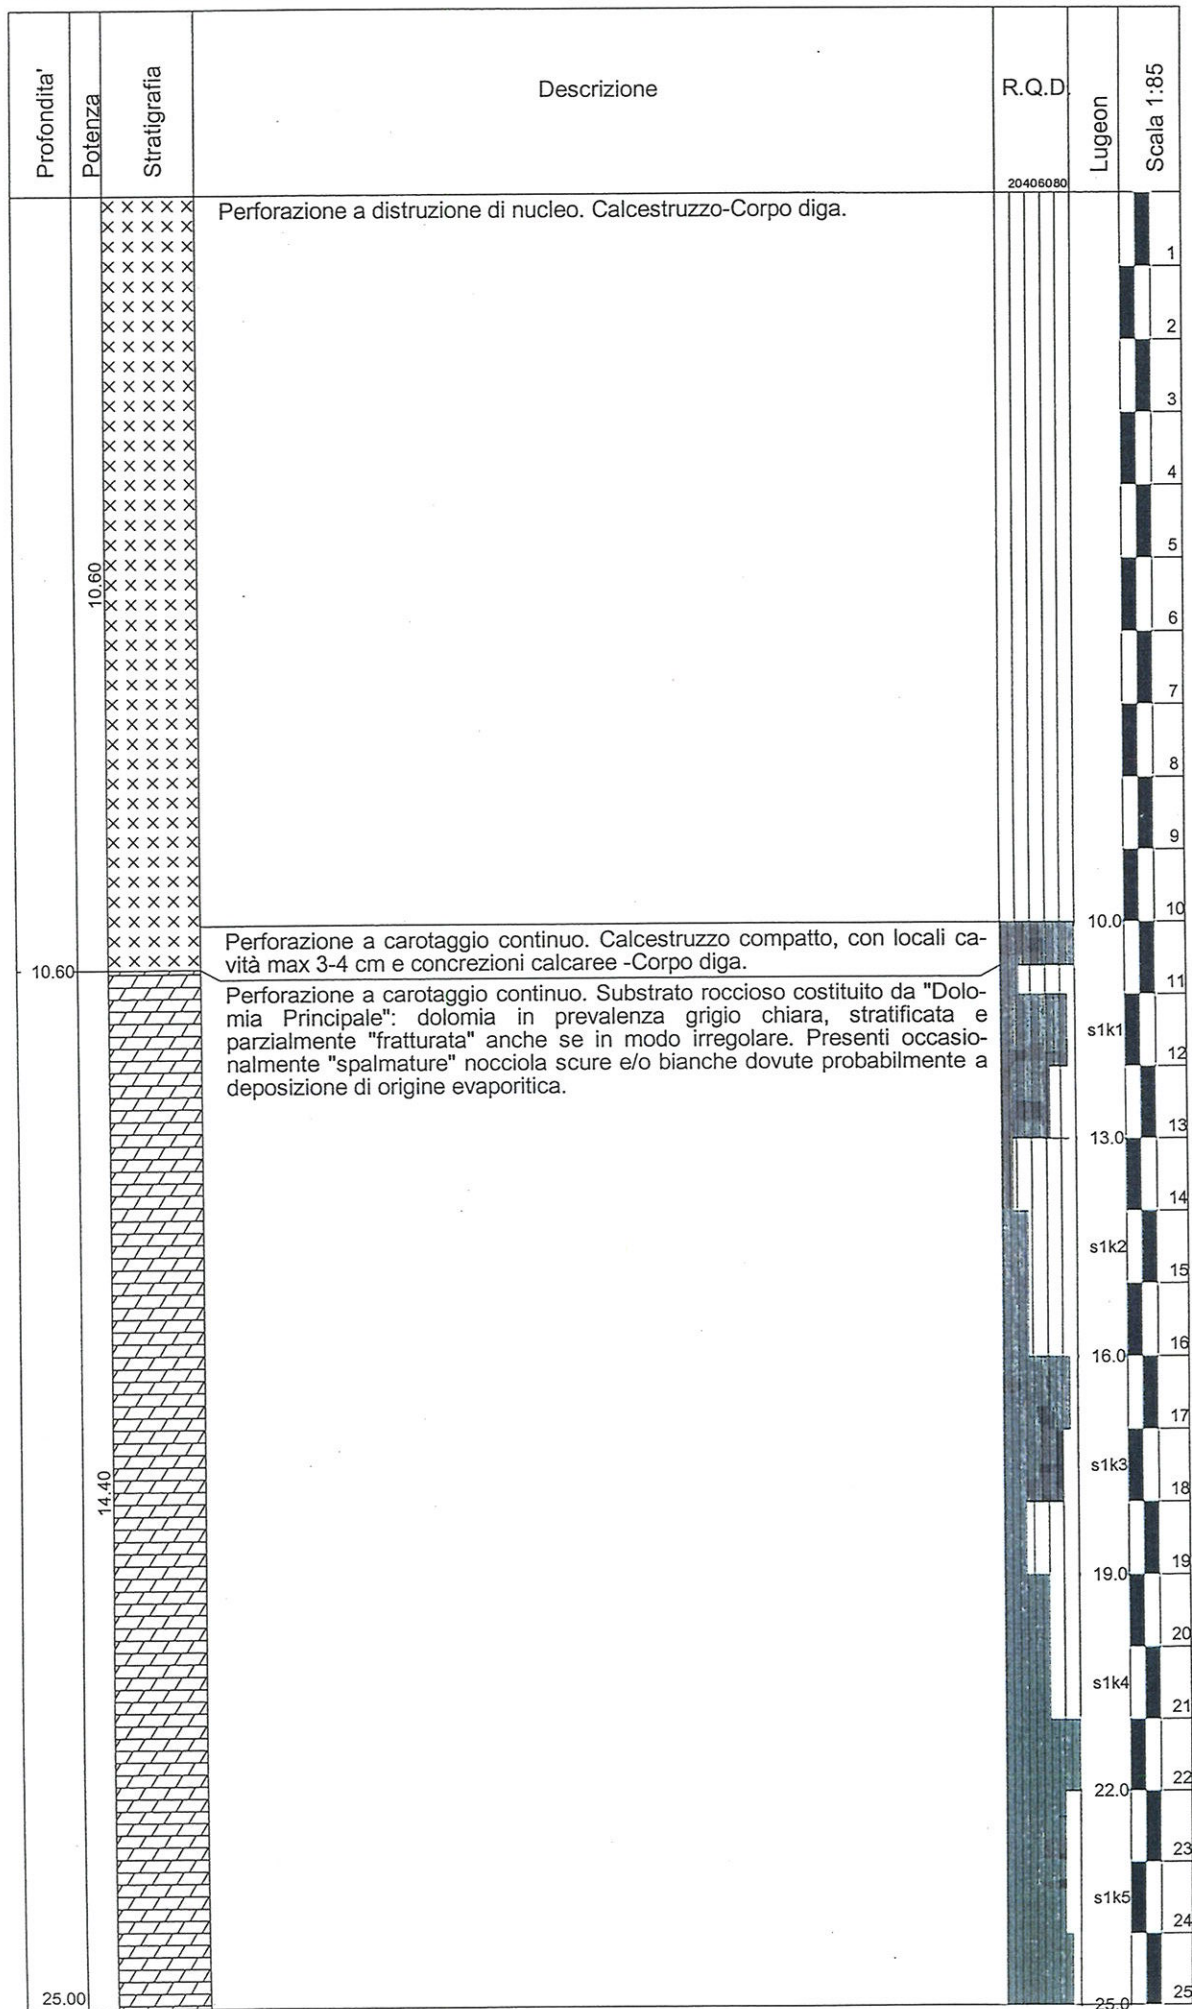 Profondita'
Potenza
Stratigrafia
Descrizione
R.Q.D.
20406080
Lugeon
Scala 1:85
Perforazione a distruzione di nucleo. Calcestruzzo-Corpo diga.
1
2
3
4
5
10.60
6
7
8
9
10
10.0
Perforazione a carotaggio continuo. Calcestruzzo compatto, con locali ca-
vità max 3-4 cm e concrezioni calcaree -Corpo diga.
10.60
11
Perforazione a carotaggio continuo. Substrato roccioso costituito da "Dolo-
mia Principale": dolomia in prevalenza grigio chiara, stratificata e
parzialmente "fratturata" anche se in modo irregolare. Presenti occasio-
nalmente "spalmature" nocciola scure e/o bianche dovute probabilmente a
deposizione di origine evaporitica.
s1k1
12
13
13.0
14
s1k2
15
16
16.0
17
s1k3
14.40
18
19
19.0
20
s1k4
21
22
22.0
23
s1k5
24
25.00
25.0
25